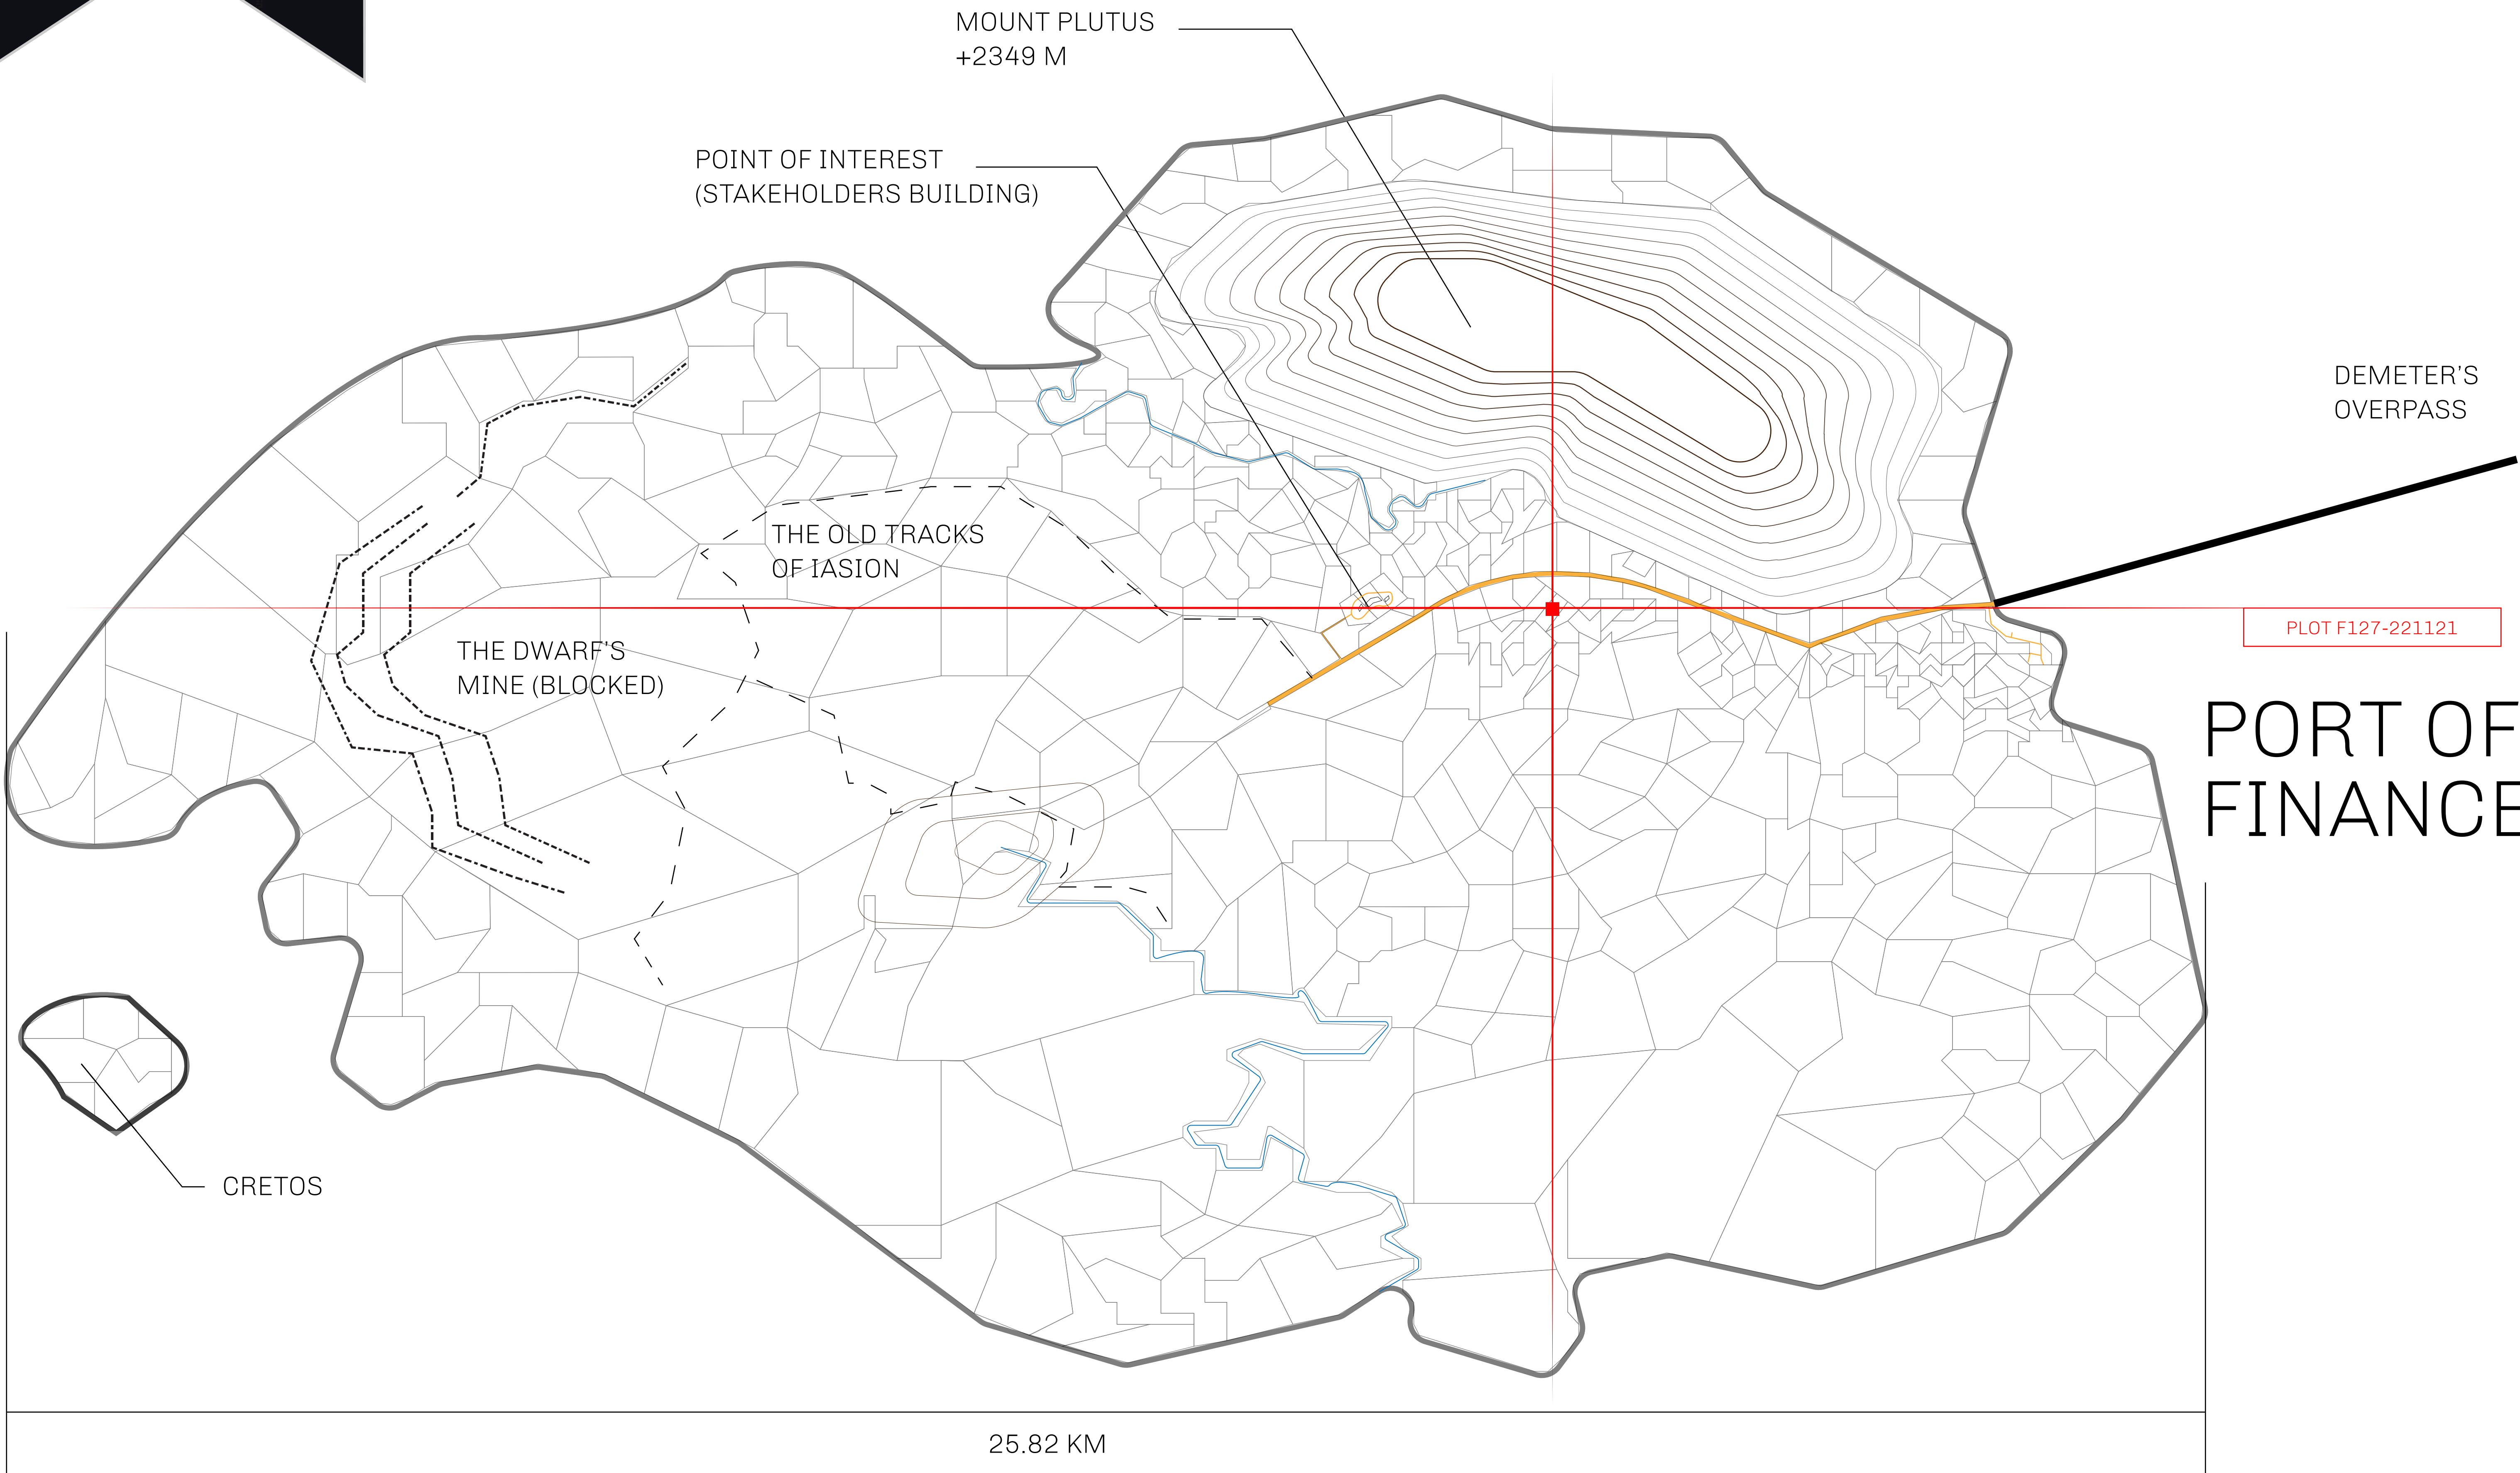 MOUNT PLUTUS
+2349 M
POINT OF INTEREST
(STAKEHOLDERS BUILDING)
DEMETER'S
OVERPASS
THE OLD TRACKS
OF IASION
PLOT F127-221121
THE DWARF'S
MINE (BLOCKED)
PORT OF
FINANCE
CRETOS
25.82 KM